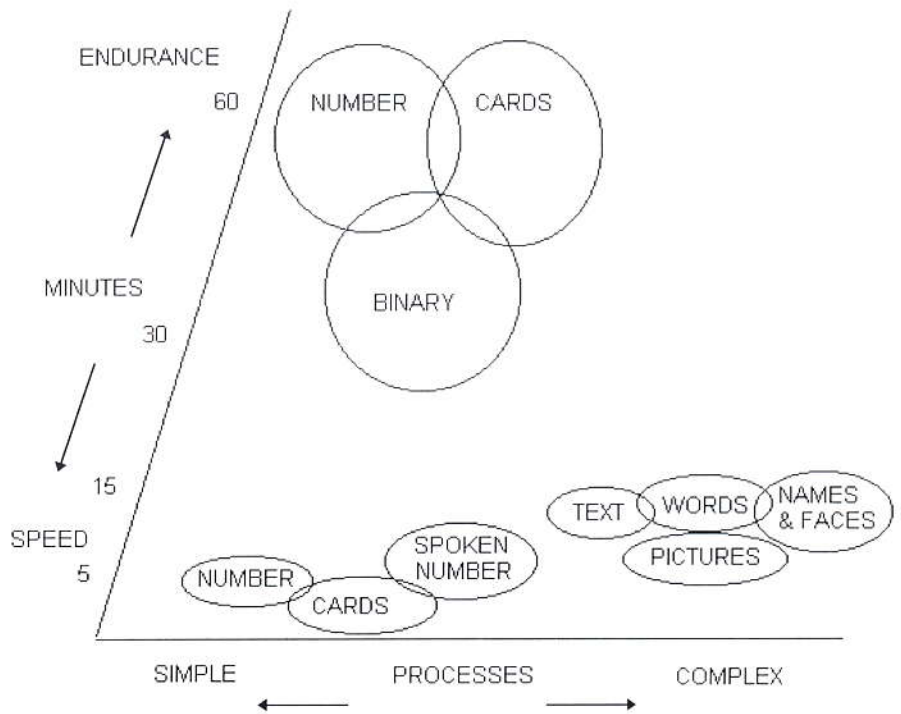 ENDURANCE
60
NUMBER
CARDS
MINUTES
30
BINARY
15
SPEED
5
TEXT
WORDS
NAMES
& FACES
PICTURES
SPOKEN
NUMBER
NUMBER
CARDS
SIMPLE
PROCESSES
COMPLEX